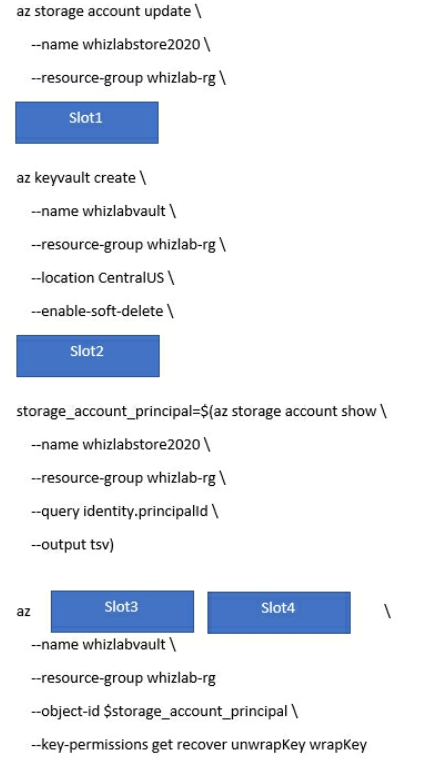 az storage account update \
--name whizlabstore2020 \
--resource-group whizlab-rg \
Slot1
az keyvault create \
--name whizlabvault \
--resource-group whizlab-rg \
--location CentralUS \
--enable-soft-delete \
Slot2
storage_account_principal=$(az storage account show \
--name whizlabstore2020 \
--resource-group whizlab-rg \
--query identity.principalId \
--output tsv)
az Slot3 Slot4 \
--name whizlabvault \
--resource-group whizlab-rg
--object-id $storage_account_principal \
--key-permissions get recover unwrapKey wrapKey